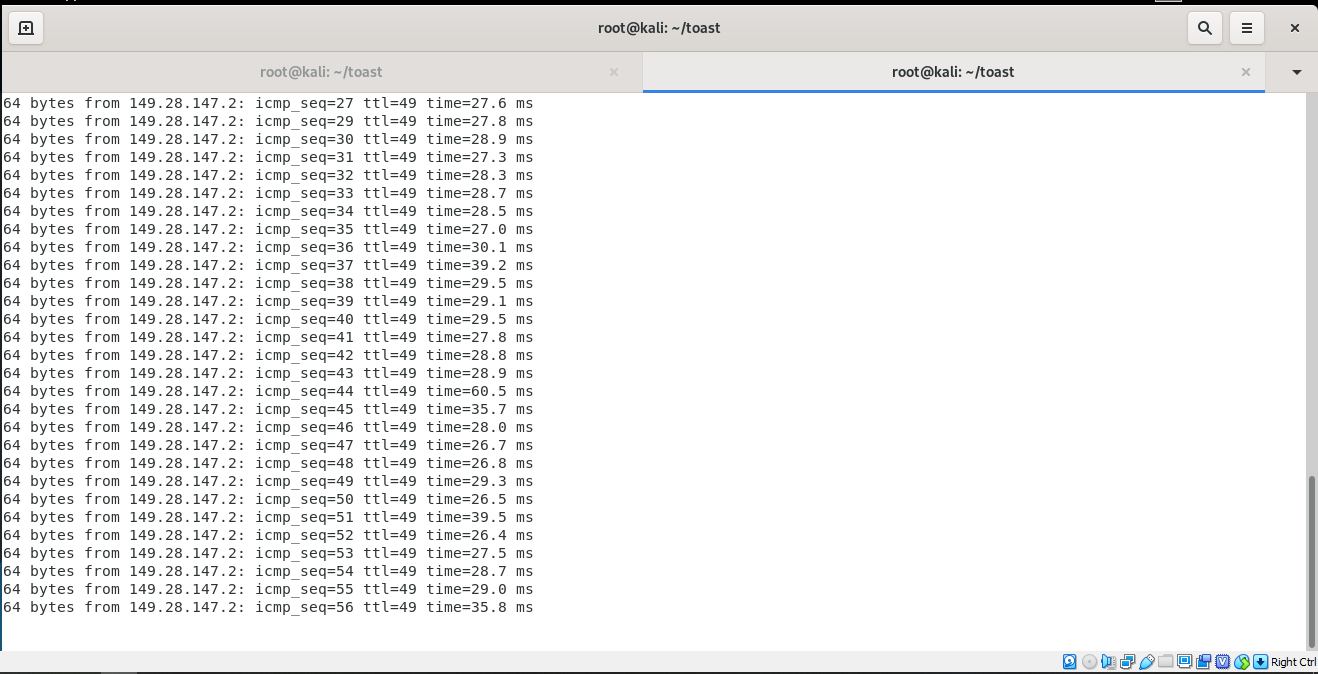 root@kali: ~/toast
root@kali: ~/toast
root@kali: ~/toast
64 bytes from 149.28.147.2: icmp_seq=27 ttl=49 time=27.6 ms
64 bytes from 149.28.147.2: icmp_seq=29 ttl=49 time=27.8 ms
64 bytes from 149.28.147.2: icmp_seq=30 ttl=49 time=28.9 ms
64 bytes from 149.28.147.2: icmp_seq=31 ttl=49 time=27.3 ms
64 bytes from 149.28.147.2: icmp_seq=32 ttl=49 time=28.3 ms
64 bytes from 149.28.147.2: icmp_seq=33 ttl=49 time=28.7 ms
64 bytes from 149.28.147.2: icmp_seq=34 ttl=49 time=28.5 ms
64 bytes from 149.28.147.2: icmp_seq=35 ttl=49 time=27.0 ms
64 bytes from 149.28.147.2: icmp_seq=36 ttl=49 time=30.1 ms
64 bytes from 149.28.147.2: icmp_seq=37 ttl=49 time=39.2 ms
64 bytes from 149.28.147.2: icmp_seq=38 ttl=49 time=29.5 ms
64 bytes from 149.28.147.2: icmp_seq=39 ttl=49 time=29.1 ms
64 bytes from 149.28.147.2: icmp_seq=40 ttl=49 time=29.5 ms
64 bytes from 149.28.147.2: icmp_seq=41 ttl=49 time=27.8 ms
64 bytes from 149.28.147.2: icmp_seq=42 ttl=49 time=28.8 ms
64 bytes from 149.28.147.2: icmp_seq=43 ttl=49 time=28.9 ms
64 bytes from 149.28.147.2: icmp_seq=44 ttl=49 time=60.5 ms
64 bytes from 149.28.147.2: icmp_seq=45 ttl=49 time=35.7 ms
64 bytes from 149.28.147.2: icmp_seq=46 ttl=49 time=28.0 ms
64 bytes from 149.28.147.2: icmp_seq=47 ttl=49 time=26.7 ms
64 bytes from 149.28.147.2: icmp_seq=48 ttl=49 time=26.8 ms
64 bytes from 149.28.147.2: icmp_seq=49 ttl=49 time=29.3 ms
64 bytes from 149.28.147.2: icmp_seq=50 ttl=49 time=26.5 ms
64 bytes from 149.28.147.2: icmp_seq=51 ttl=49 time=39.5 ms
64 bytes from 149.28.147.2: icmp_seq=52 ttl=49 time=26.4 ms
64 bytes from 149.28.147.2: icmp_seq=53 ttl=49 time=27.5 ms
64 bytes from 149.28.147.2: icmp_seq=54 ttl=49 time=28.7 ms
64 bytes from 149.28.147.2: icmp_seq=55 ttl=49 time=29.0 ms
64 bytes from 149.28.147.2: icmp_seq=56 ttl=49 time=35.8 ms
Right Ctrl